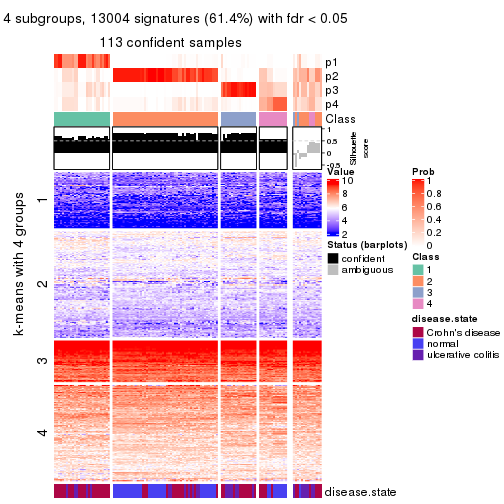 4 subgroups, 13004 signatures (61.4%) with fdr < 0.05
113 confident samples
p1
p2
p3
p4
Class
1
0.5
0
-0.5
Silhouette
score
k-means with 4 groups
1
2
3
4
disease.state
Value
10
8
6
4
2
Status (barplots)
confident
ambiguous
Prob
1
0.8
0.6
0.4
0.2
0
Class
1
2
3
4
disease.state
Crohn's disease
normal
ulcerative colitis